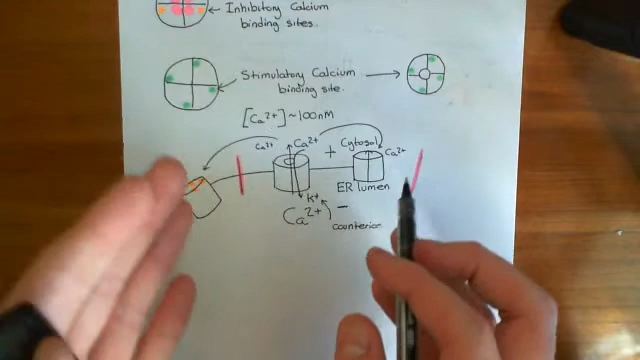 Inhibitory Calcium
binding sites.
Stimulatory Calcium
binding site.
[Ca²⁺] ~100nM
Ca²⁺ Ca²⁺ + Cytosol
Ca²⁺
ER lumen
K⁺
Ca²⁺ −
counterion